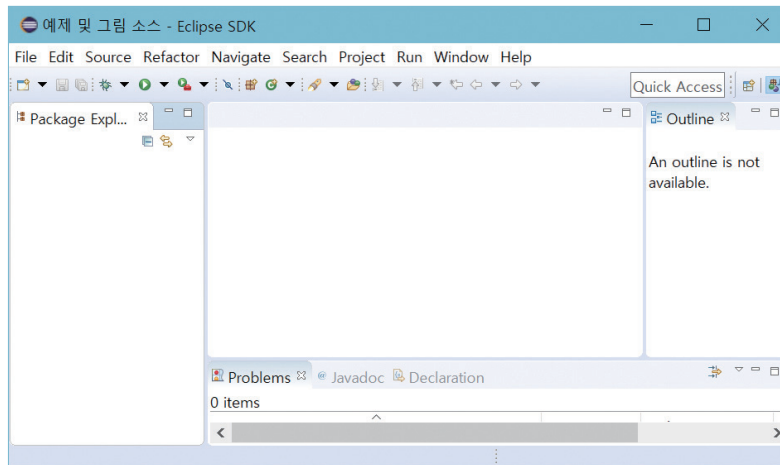 예제 및 그림 소스 - Eclipse SDK
File Edit Source Refactor Navigate Search Project Run Window Help
Quick Access
Package Expl...
Outline
An outline is not
available.
Problems @ Javadoc Declaration
0 items